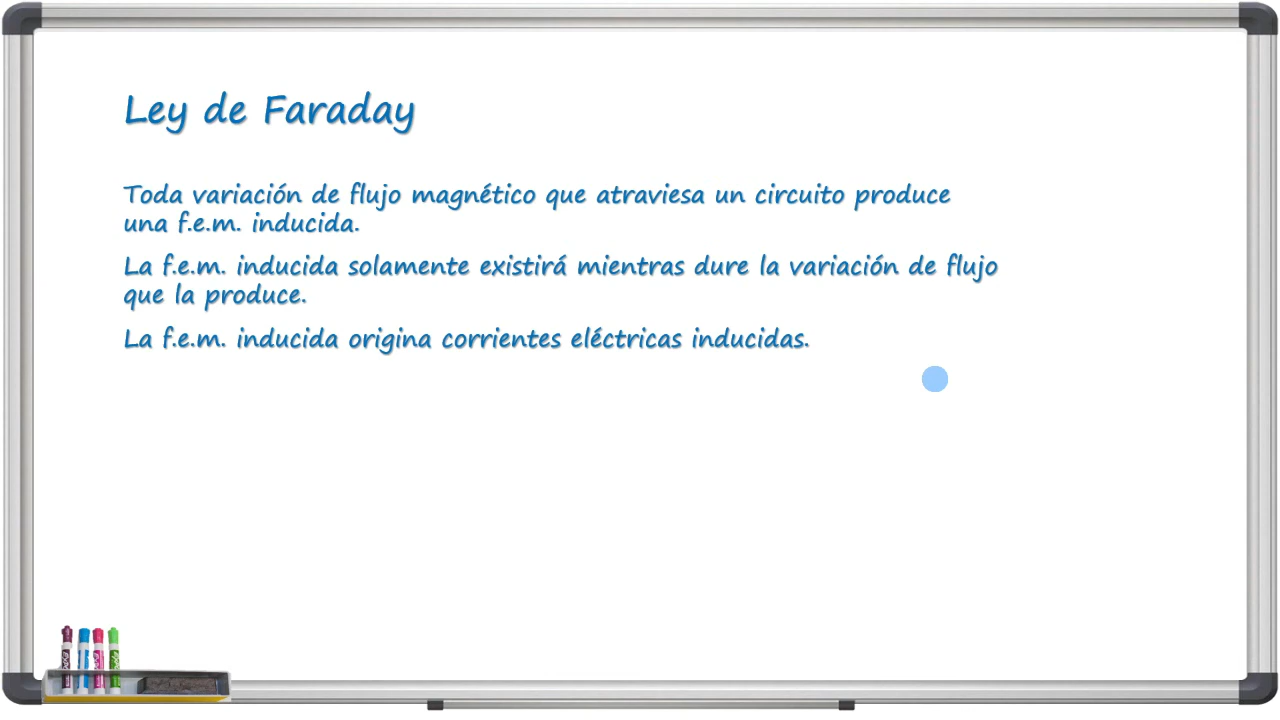 Ley de Faraday
Toda variación de flujo magnético que atraviesa un circuito produce
una f.e.m. inducida.
La f.e.m. inducida solamente existirá mientras dure la variación de flujo
que la produce.
La f.e.m. inducida origina corrientes eléctricas inducidas.